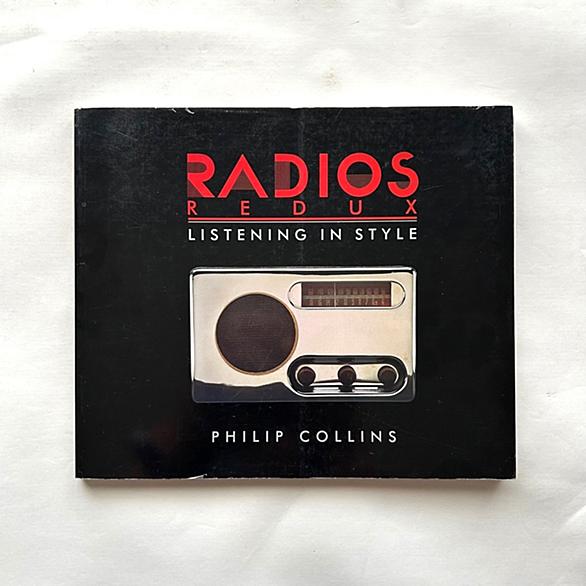 RADIOS
REDUX
LISTENING IN STYLE
PHILIP COLLINS